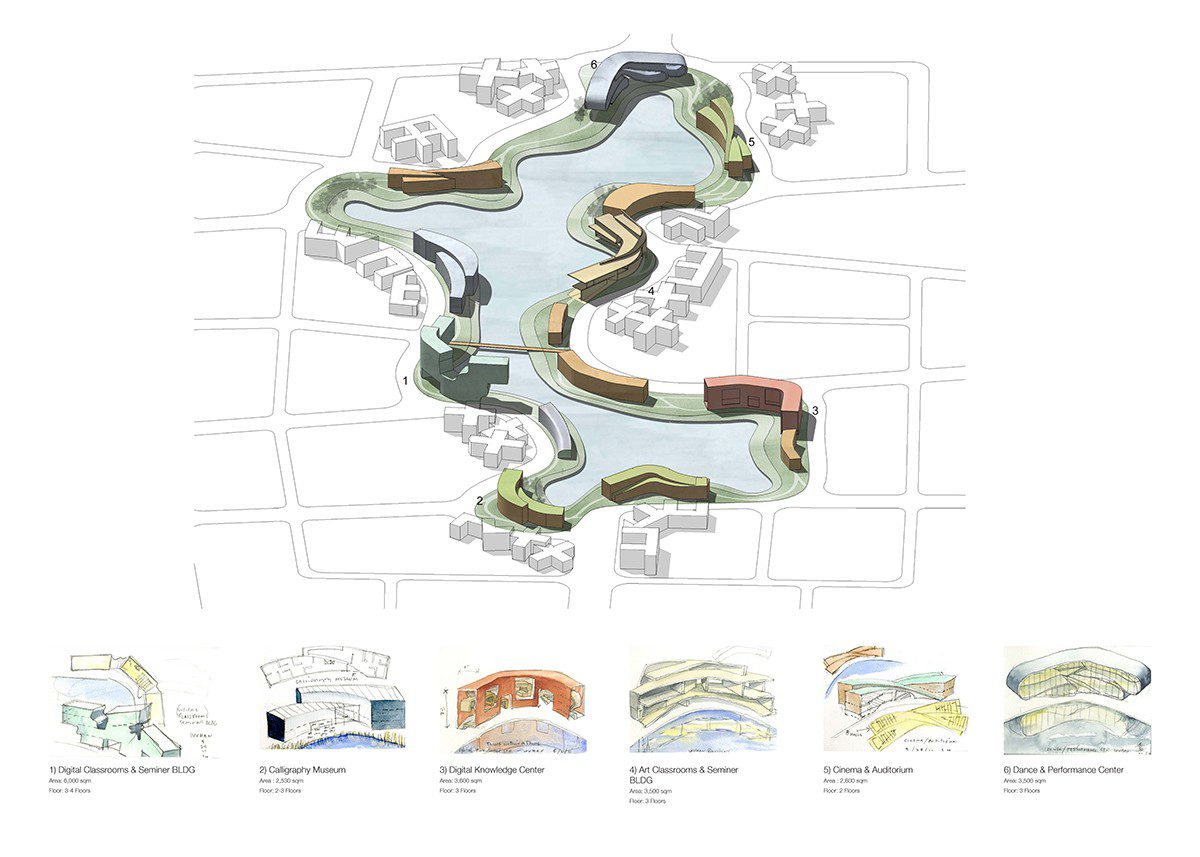 6
5
4
1
3
2
CALLIGRAPHY MUSEUM
1) Digital Classrooms & Seminer BLDG
Area: 6,000 sqm
Floor: 3-4 Floors
2) Calligraphy Museum
Area : 2,530 sqm
Floor: 2-3 Floors
3) Digital Knowledge Center
Area: 3,600 sqm
Floor: 3 Floors
4) Art Classrooms & Seminer
BLDG
Area: 3,500 sqm
Floor: 3 Floors
5) Cinema & Auditorium
Area : 2,600 sqm
Floor: 2 Floors
6) Dance & Performance Center
Area: 3,500 sqm
Floor: 3 Floors